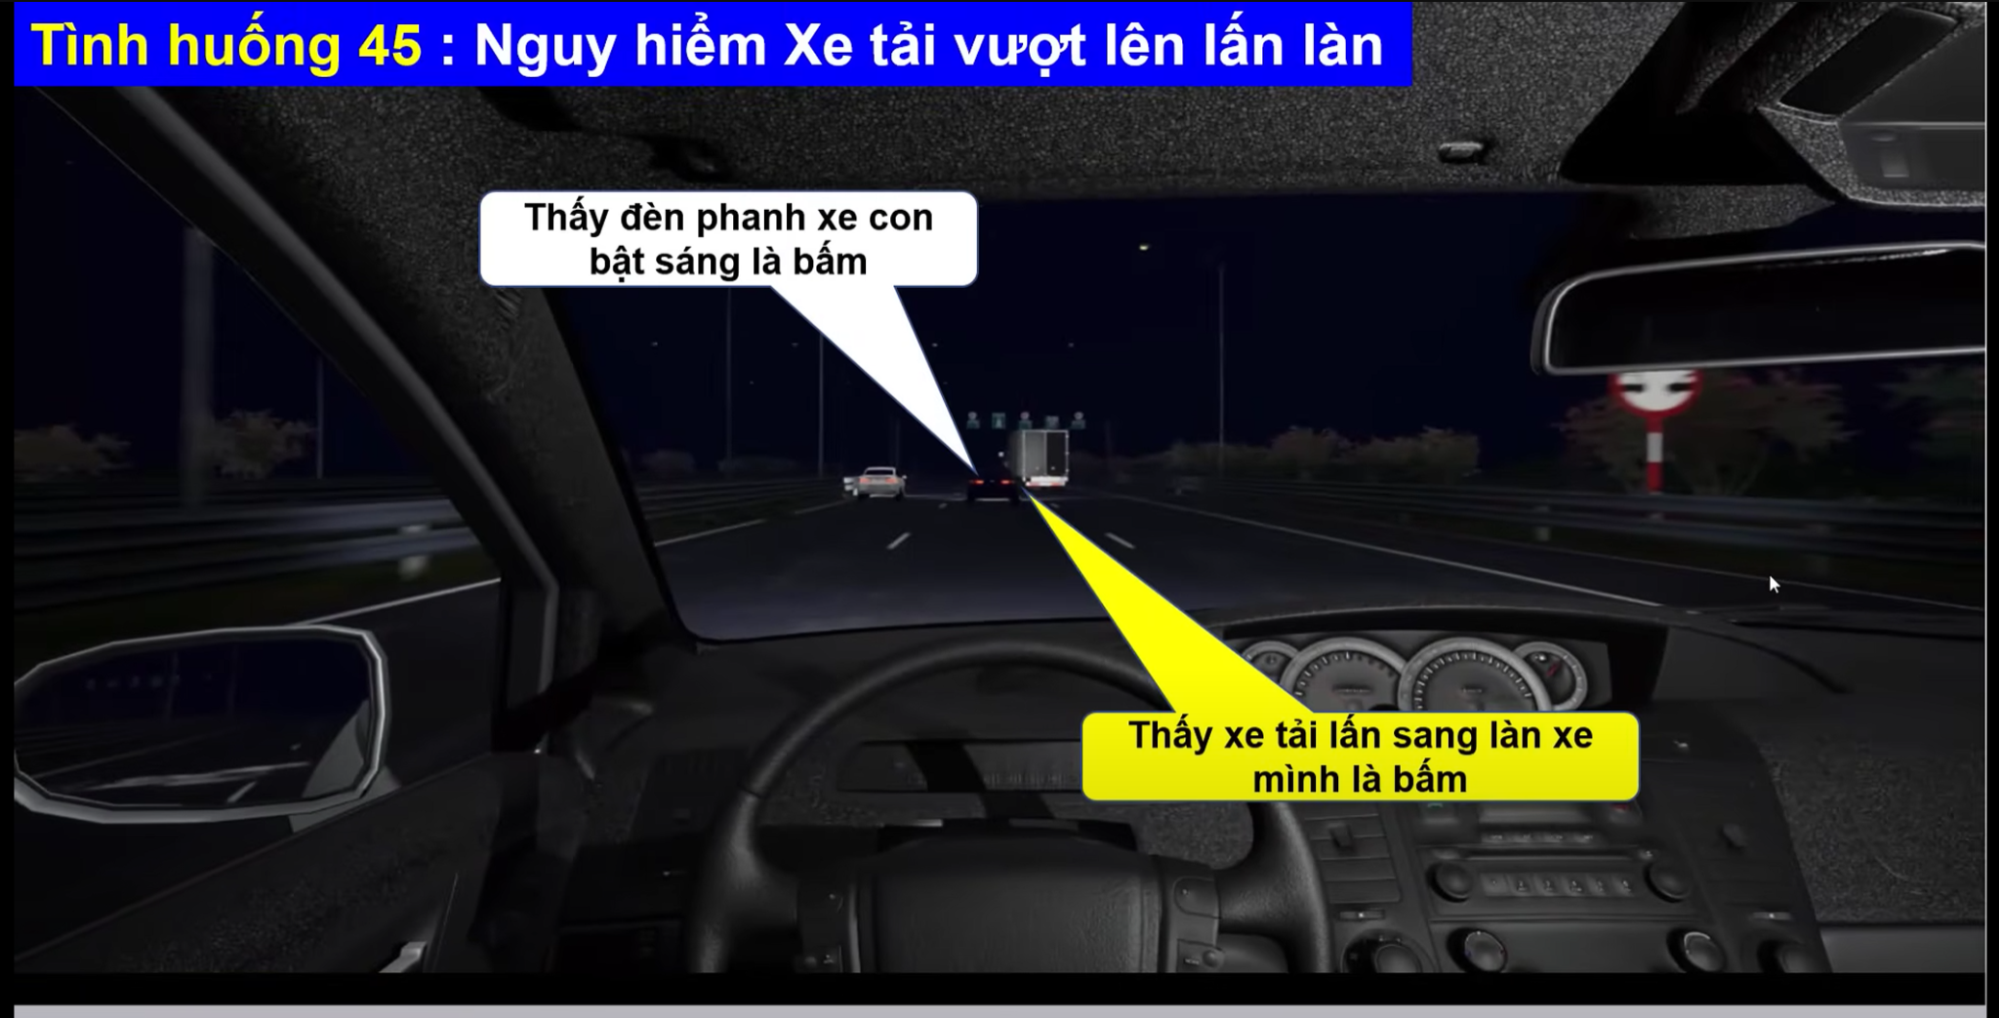 Tình huống 45 : Nguy hiểm Xe tải vượt lên lấn làn
Thấy đèn phanh xe con
bật sáng là bấm
Thấy xe tải lấn sang làn xe
mình là bấm